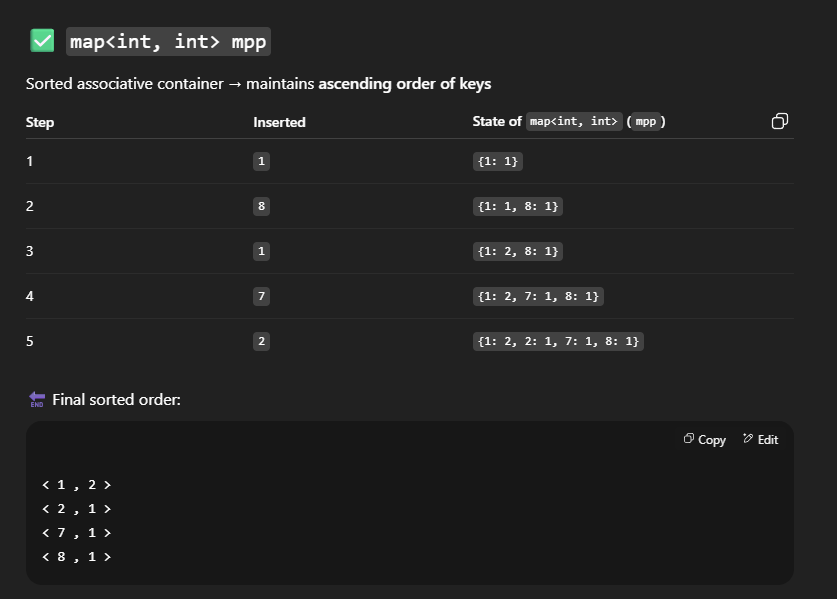 ✅ map<int, int> mpp
Sorted associative container → maintains ascending order of keys
Step Inserted State of map<int, int> (mpp)
1 1 {1: 1}
2 8 {1: 1, 8: 1}
3 1 {1: 2, 8: 1}
4 7 {1: 2, 7: 1, 8: 1}
5 2 {1: 2, 2: 1, 7: 1, 8: 1}
🔚 Final sorted order:
Copy Edit
< 1 , 2 >
< 2 , 1 >
< 7 , 1 >
< 8 , 1 >